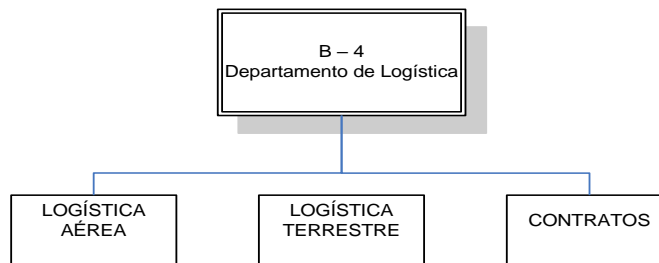 B – 4
Departamento de Logística
LOGÍSTICA
AÉREA
LOGÍSTICA
TERRESTRE
CONTRATOS